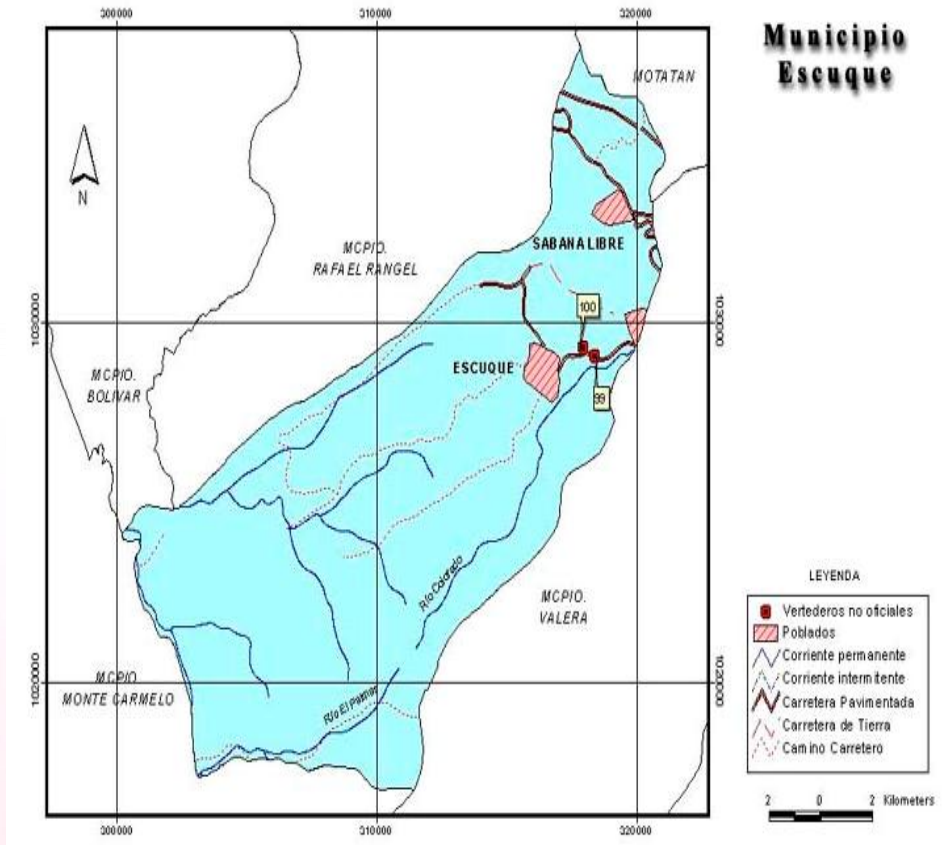 Municipio
Escuque
300000
310000
320000
MOTATAN
N
SABANA LIBRE
MCPIO.
RAFAEL RANGEL
100
1030000
1030000
ESCUQUE
MCPIO.
BOLIVAR
99
Río Colorado
MCPIO.
VALERA
1020000
1020000
MCPIO.
MONTE CARMELO
Río El Palmar
300000
310000
320000
LEYENDA
Vertederos no oficiales
Poblados
Corriente permanente
Corriente intermitente
Carretera Pavimentada
Carretera de Tierra
Camino Carretero
2 0 2 Kilometers